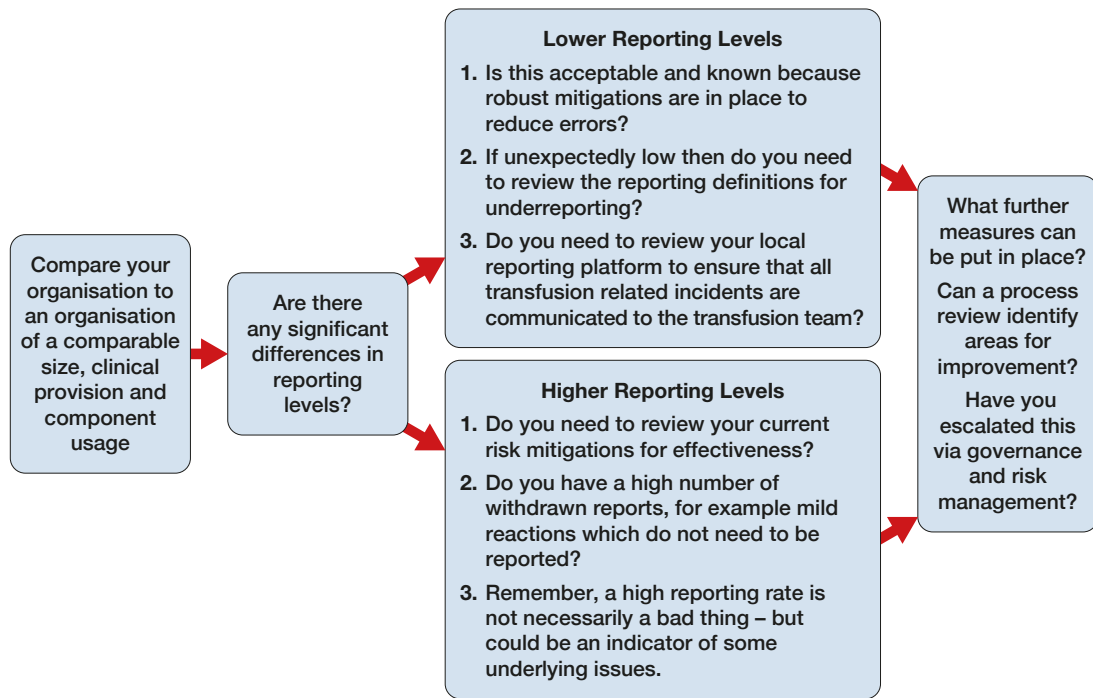 Compare your
organisation to
an organisation
of a comparable
size, clinical
provision and
component
usage
Are there
any significant
differences in
reporting
levels?
Lower Reporting Levels
1. Is this acceptable and known because
robust mitigations are in place to
reduce errors?
2. If unexpectedly low then do you need
to review the reporting definitions for
underreporting?
3. Do you need to review your local
reporting platform to ensure that all
transfusion related incidents are
communicated to the transfusion team?
Higher Reporting Levels
1. Do you need to review your current
risk mitigations for effectiveness?
2. Do you have a high number of
withdrawn reports, for example mild
reactions which do not need to be
reported?
3. Remember, a high reporting rate is
not necessarily a bad thing – but
could be an indicator of some
underlying issues.
What further
measures can
be put in place?
Can a process
review identify
areas for
improvement?
Have you
escalated this
via governance
and risk
management?